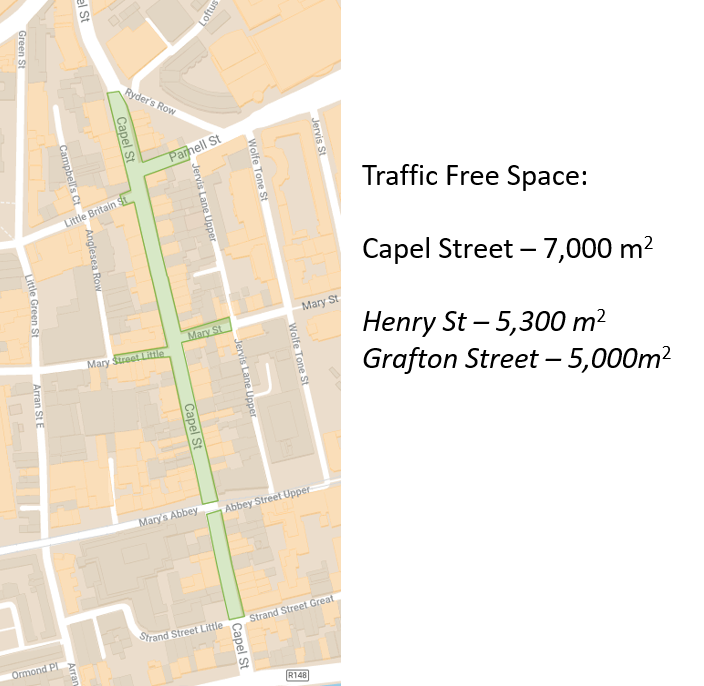 el St
Loftus
Green St
Ryder's Row
Capel St
Parnell St
Jervis St
Wolfe Tone St
Campbell's Ct
Jervis Lane Upper
Little Britain St
Anglesea Row
Little Green St
Mary St
Mary St
Wolfe Tone St
Mary Street Little
Jervis Lane Upper
Arran St E
Capel St
Abbey Street Upper
Mary's Abbey
Strand Street Great
Strand Street Little
Capel St
Ormond Pl
Arran
R148
Traffic Free Space:
Capel Street – 7,000 m²
Henry St – 5,300 m²
Grafton Street – 5,000m²